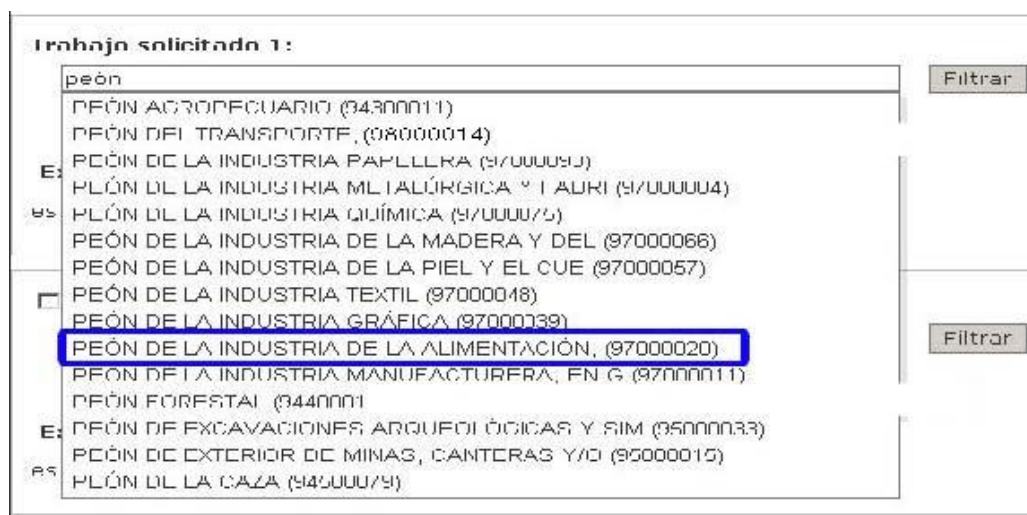 Trabajo solicitado 1:
peón
Filtrar
PEÓN AGROPECUARIO (94300011)
PEÓN DEL TRANSPORTE, (98000014)
PEÓN DE LA INDUSTRIA PAPELERA (97000093)
PEÓN DE LA INDUSTRIA METALÚRGICA Y FABRI (97000084)
PEÓN DE LA INDUSTRIA QUÍMICA (97000075)
PEÓN DE LA INDUSTRIA DE LA MADERA Y DEL (97000066)
PEÓN DE LA INDUSTRIA DE LA PIEL Y EL CUE (97000057)
PEÓN DE LA INDUSTRIA TEXTIL (97000048)
PEÓN DE LA INDUSTRIA GRÁFICA (97000039)
PEÓN DE LA INDUSTRIA DE LA ALIMENTACIÓN, (97000020)
Filtrar
PEÓN DE LA INDUSTRIA MANUFACTURERA, EN G (97000011)
PEÓN FORESTAL (9440001
PEÓN DE EXCAVACIONES ARQUEOLÓGICAS Y SIM (95000033)
PEÓN DE EXTERIOR DE MINAS, CANTERAS Y/O (95000015)
PEÓN DE LA CAZA (94500079)